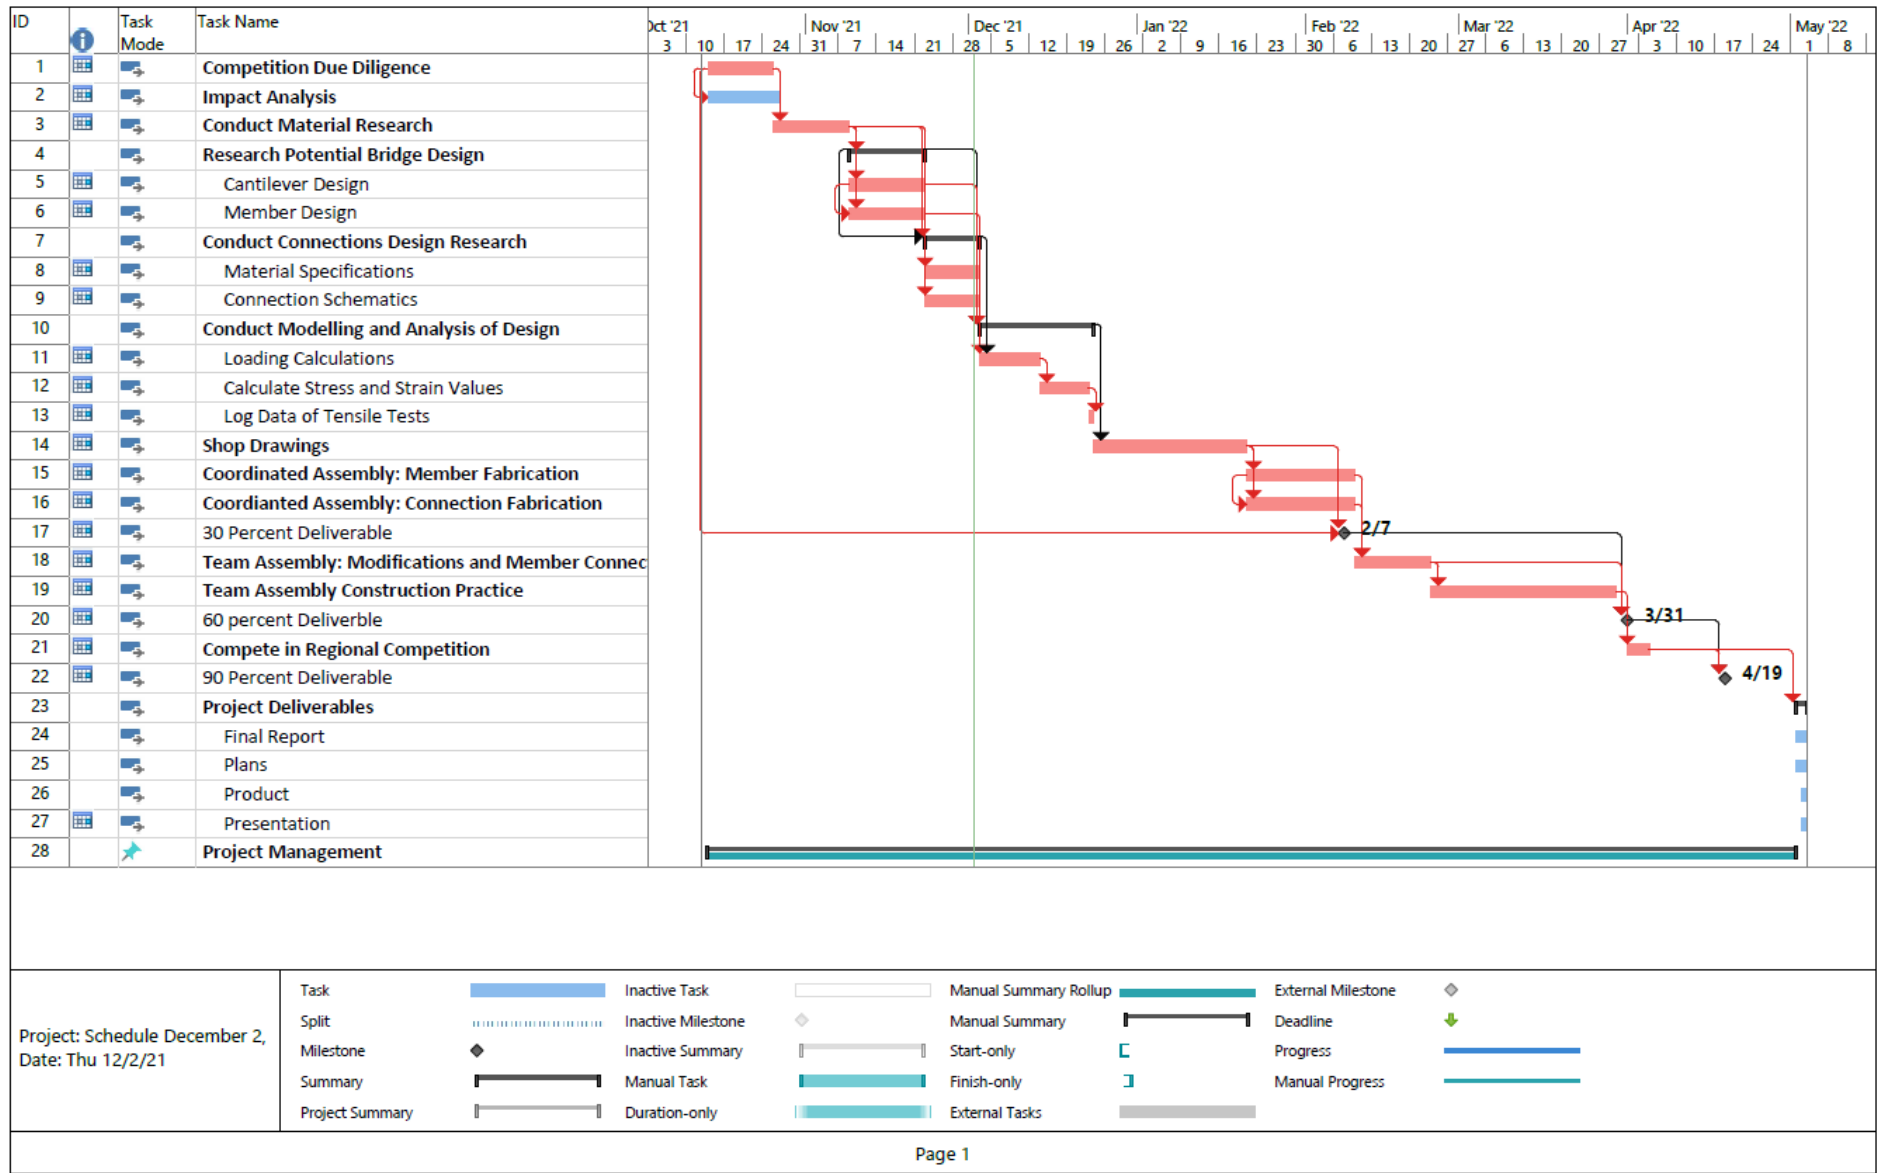 ID Task Mode Task Name Oct '21 Nov '21 Dec '21 Jan '22 Feb '22 Mar '22 Apr '22 May '22
3 10 17 24 31 7 14 21 28 5 12 19 26 2 9 16 23 30 6 13 20 27 6 13 20 27 3 10 17 24 1 8
1 Competition Due Diligence
2 Impact Analysis
3 Conduct Material Research
4 Research Potential Bridge Design
5 Cantilever Design
6 Member Design
7 Conduct Connections Design Research
8 Material Specifications
9 Connection Schematics
10 Conduct Modelling and Analysis of Design
11 Loading Calculations
12 Calculate Stress and Strain Values
13 Log Data of Tensile Tests
14 Shop Drawings
15 Coordinated Assembly: Member Fabrication
16 Coordianted Assembly: Connection Fabrication
17 30 Percent Deliverable 2/7
18 Team Assembly: Modifications and Member Connec
19 Team Assembly Construction Practice
20 60 percent Deliverble 3/31
21 Compete in Regional Competition
22 90 Percent Deliverable 4/19
23 Project Deliverables
24 Final Report
25 Plans
26 Product
27 Presentation
28 Project Management
Project: Schedule December 2,
Date: Thu 12/2/21
Task Inactive Task Manual Summary Rollup External Milestone
Split Inactive Milestone Manual Summary Deadline
Milestone Inactive Summary Start-only Progress
Summary Manual Task Finish-only Manual Progress
Project Summary Duration-only External Tasks
Page 1